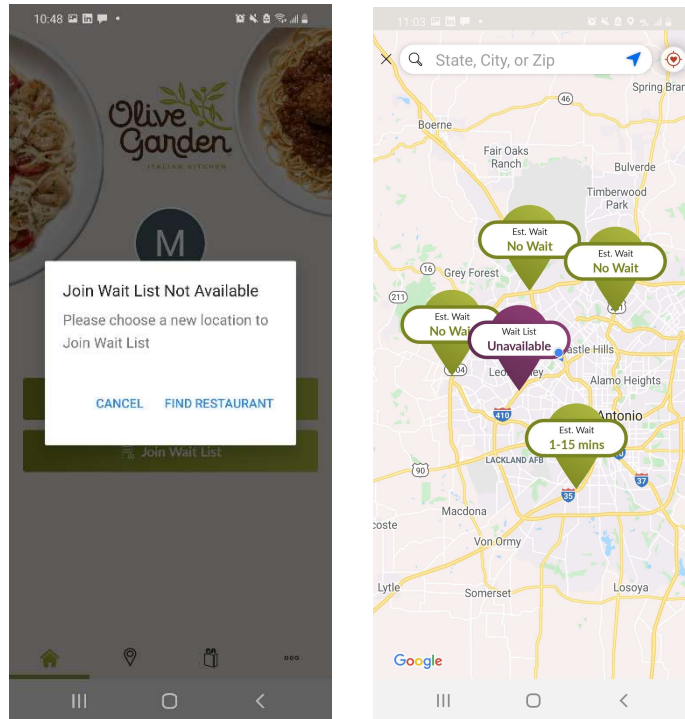 10:48
Olive
Garden
ITALIAN KITCHEN
M
Join Wait List Not Available
Please choose a new location to
Join Wait List
CANCEL FIND RESTAURANT
Join Wait List
11:03
State, City, or Zip
Spring Bran
46
Boerne
Fair Oaks
Ranch
Bulverde
Timberwood
Park
Est. Wait
No Wait
Est. Wait
No Wait
16
Grey Forest
211
Est. Wait
No Wai
Wait List
Unavailable
astle Hills
Leo ey
Alamo Heights
410
Antonio
Est. Wait
1-15 mins
LACKLAND AFB
90
37
35
Macdona
coste
Von Ormy
Lytle
Somerset
Losoya
Google